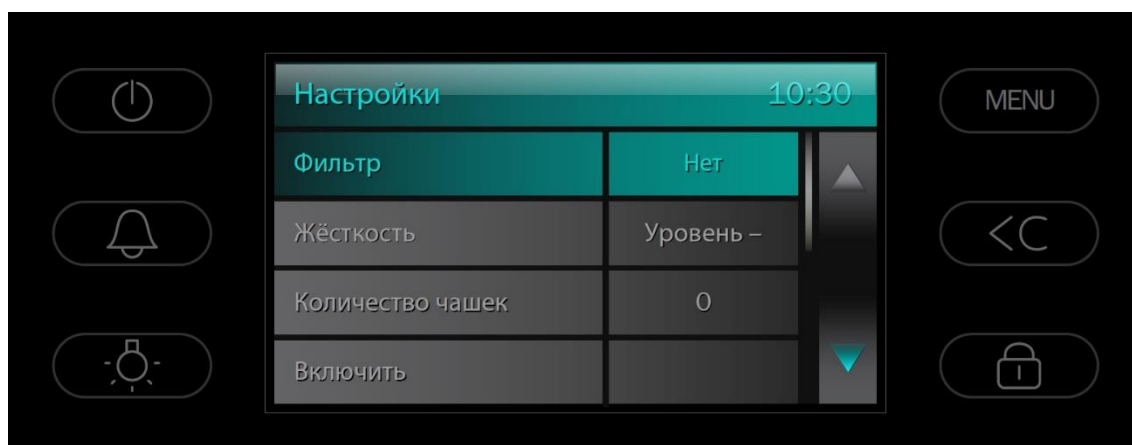 Настройки 10:30
MENU
Фильтр Нет
Жёсткость Уровень –
<C
Количество чашек 0
Включить